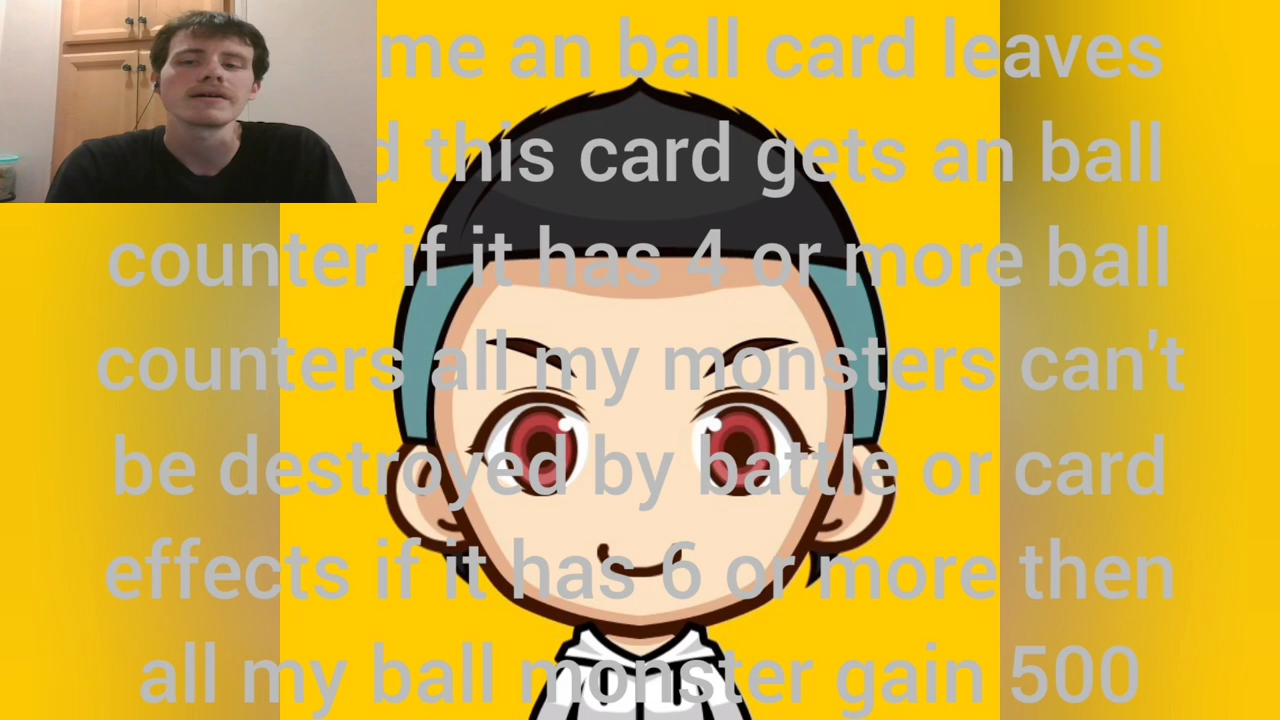 me an ball card leaves
d this card gets an ball
counter if it has 4 or more ball
counters all my monsters can't
be destroyed by battle or card
effects if it has 6 or more then
all my ball monster gain 500